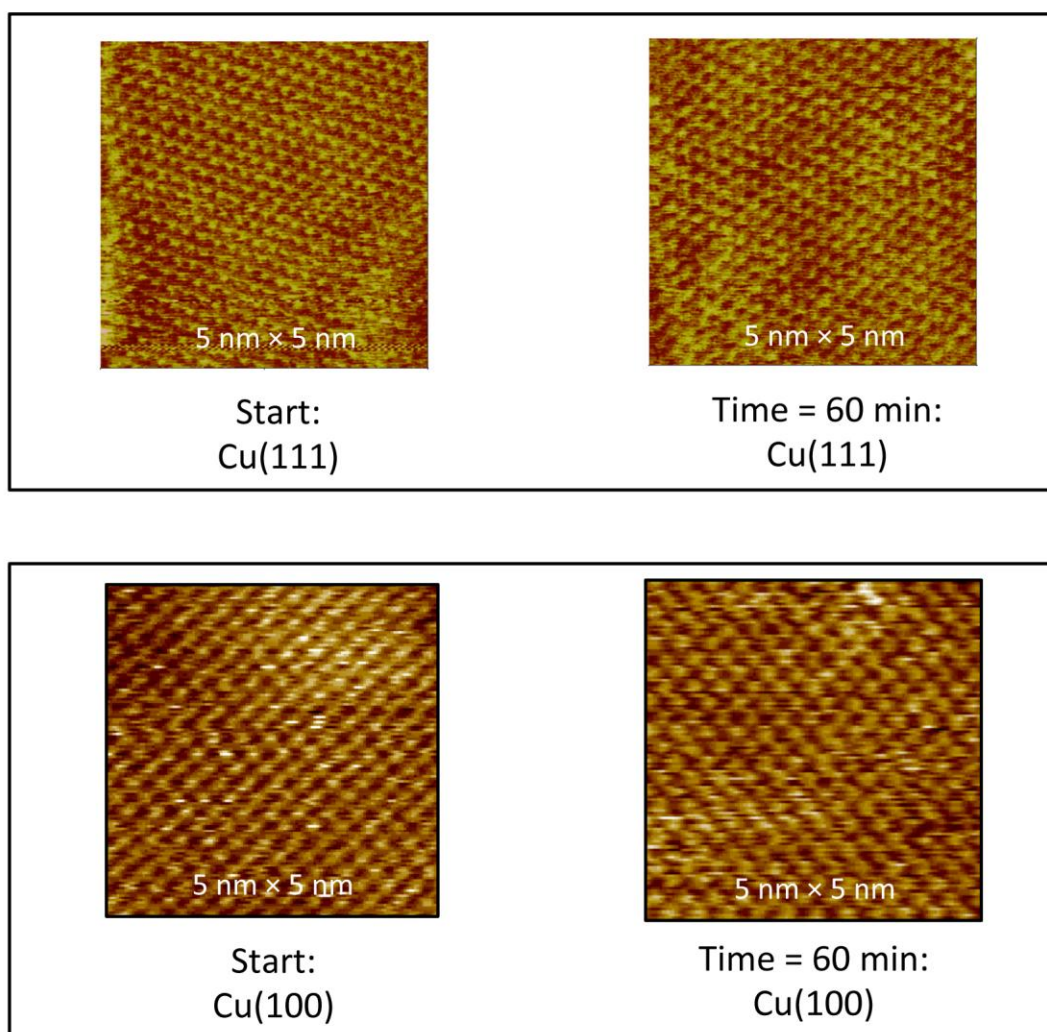 5 nm × 5 nm
5 nm × 5 nm
Start:
Cu(111)
Time = 60 min:
Cu(111)
5 nm × 5 nm
5 nm × 5 nm
Start:
Cu(100)
Time = 60 min:
Cu(100)